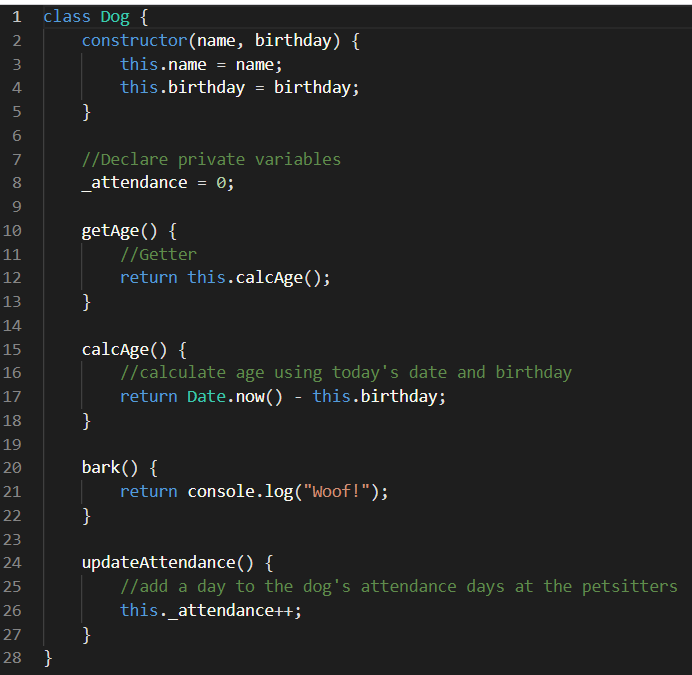 1 class Dog {
2     constructor(name, birthday) {
3         this.name = name;
4         this.birthday = birthday;
5     }
6
7     //Declare private variables
8     _attendance = 0;
9
10     getAge() {
11         //Getter
12         return this.calcAge();
13     }
14
15     calcAge() {
16         //calculate age using today's date and birthday
17         return Date.now() - this.birthday;
18     }
19
20     bark() {
21         return console.log("Woof!");
22     }
23
24     updateAttendance() {
25         //add a day to the dog's attendance days at the petsitters
26         this._attendance++;
27     }
28 }